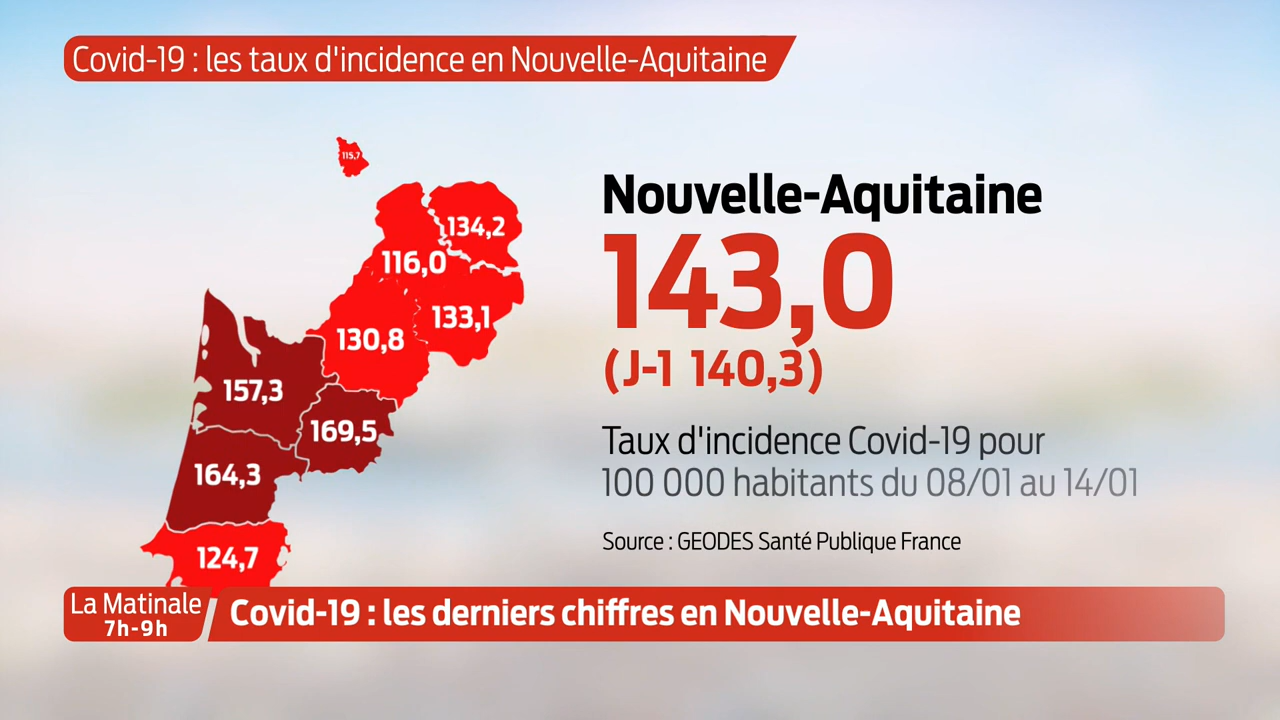 Covid-19 : les taux d'incidence en Nouvelle-Aquitaine
115,7
134,2
116,0
133,1
130,8
157,3
169,5
164,3
124,7
Nouvelle-Aquitaine
143,0
(J-1 140,3)
Taux d'incidence Covid-19 pour
100 000 habitants du 08/01 au 14/01
Source : GEODES Santé Publique France
La Matinale
7h-9h
Covid-19 : les derniers chiffres en Nouvelle-Aquitaine